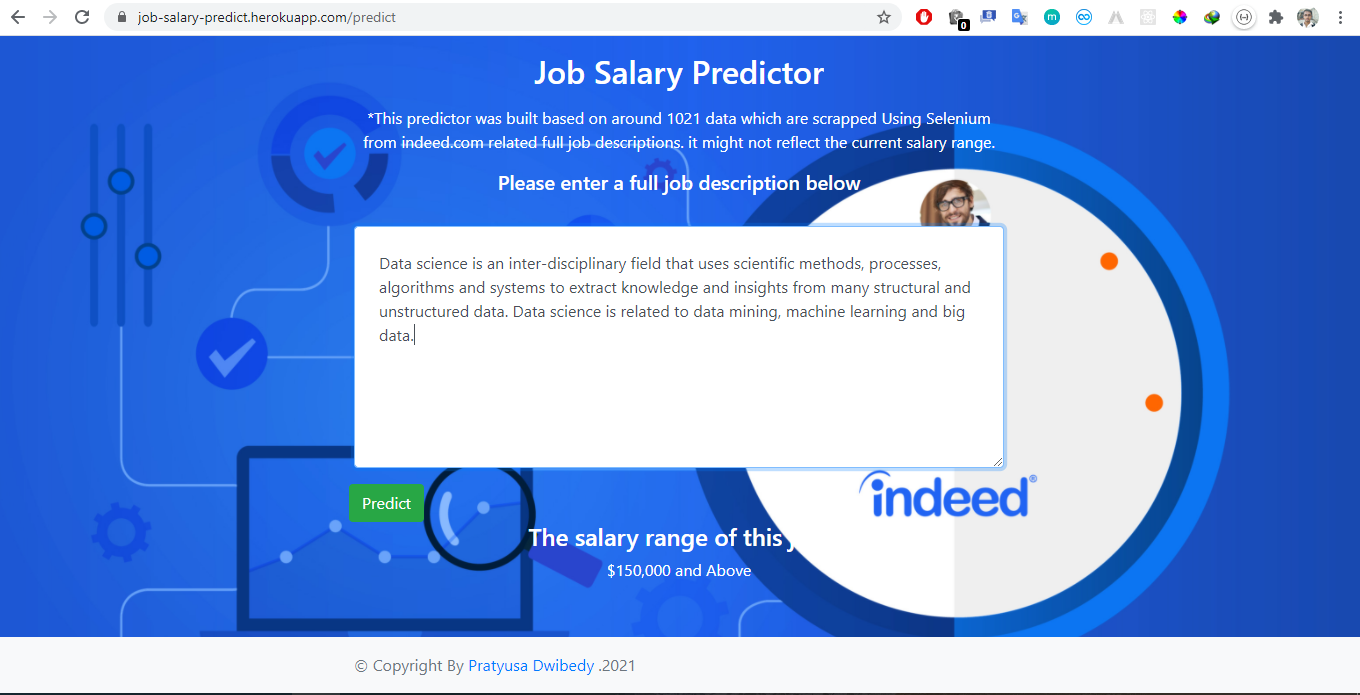 job-salary-predict.herokuapp.com/predict
0
Job Salary Predictor
*This predictor was built based on around 1021 data which are scrapped Using Selenium
from indeed.com related full job descriptions. it might not reflect the current salary range.
Please enter a full job description below
Data science is an inter-disciplinary field that uses scientific methods, processes,
algorithms and systems to extract knowledge and insights from many structural and
unstructured data. Data science is related to data mining, machine learning and big
data.
indeed®
Predict
The salary range of this
$150,000 and Above
© Copyright By Pratyusa Dwibedy .2021